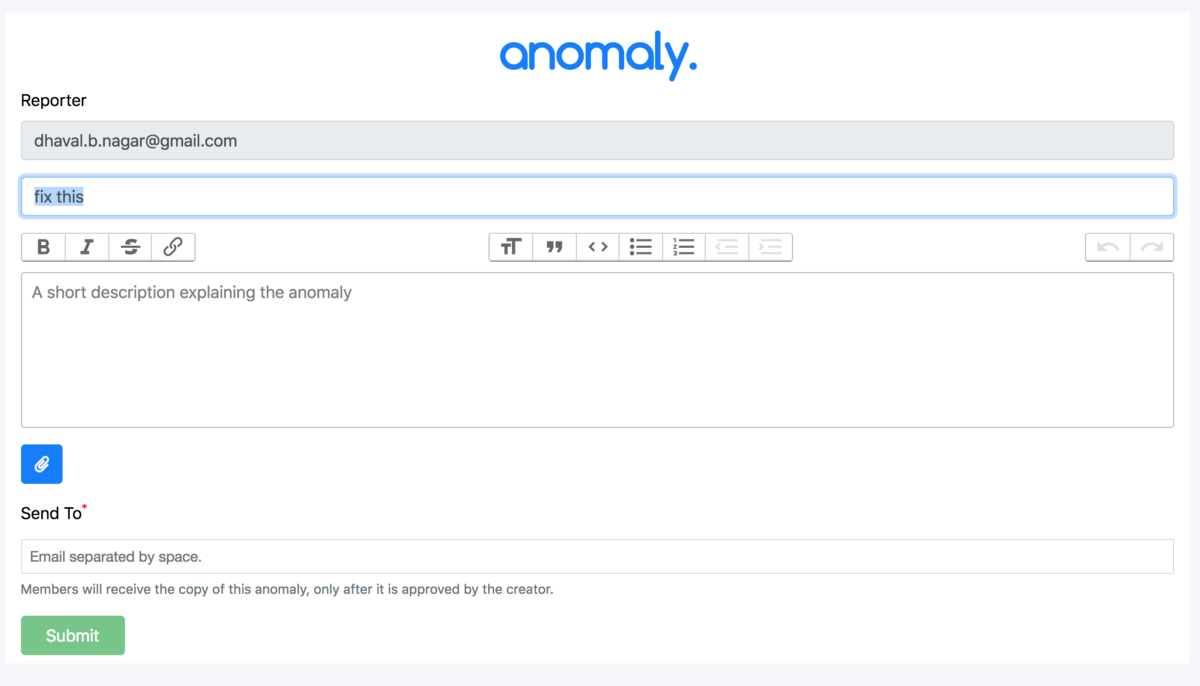 anomaly.
Reporter
dhaval.b.nagar@gmail.com
fix this
A short description explaining the anomaly
Send To*
Email separated by space.
Members will receive the copy of this anomaly, only after it is approved by the creator.
Submit